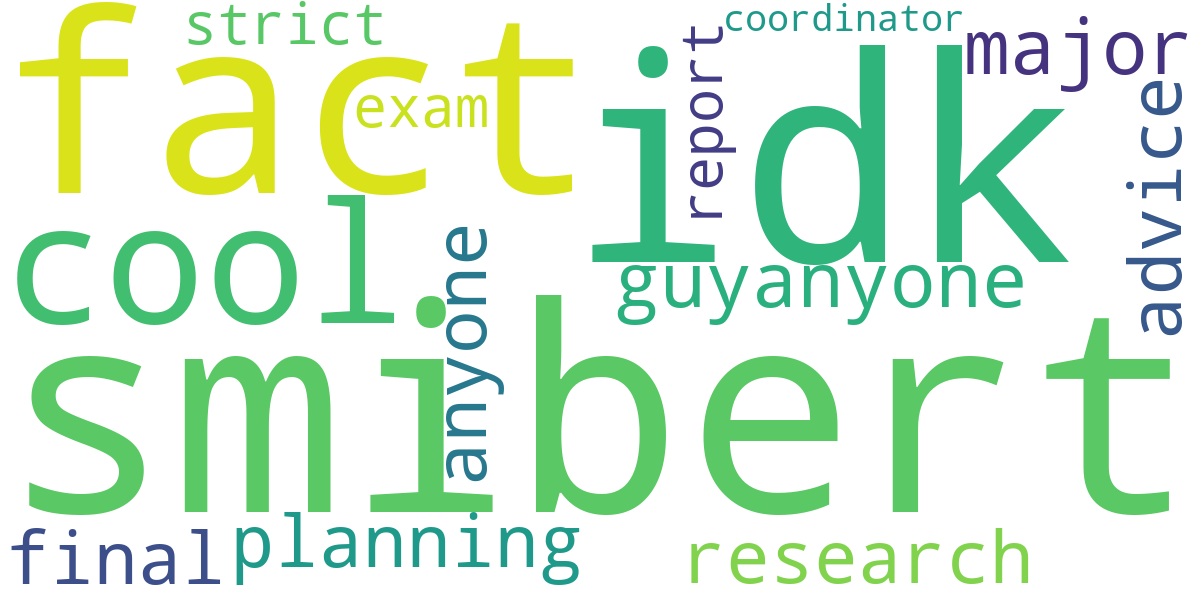 strict
coordinator
fact
idk
major
exam
report
advice
cool
anyone
guyanyone
smibert
final
planning
research